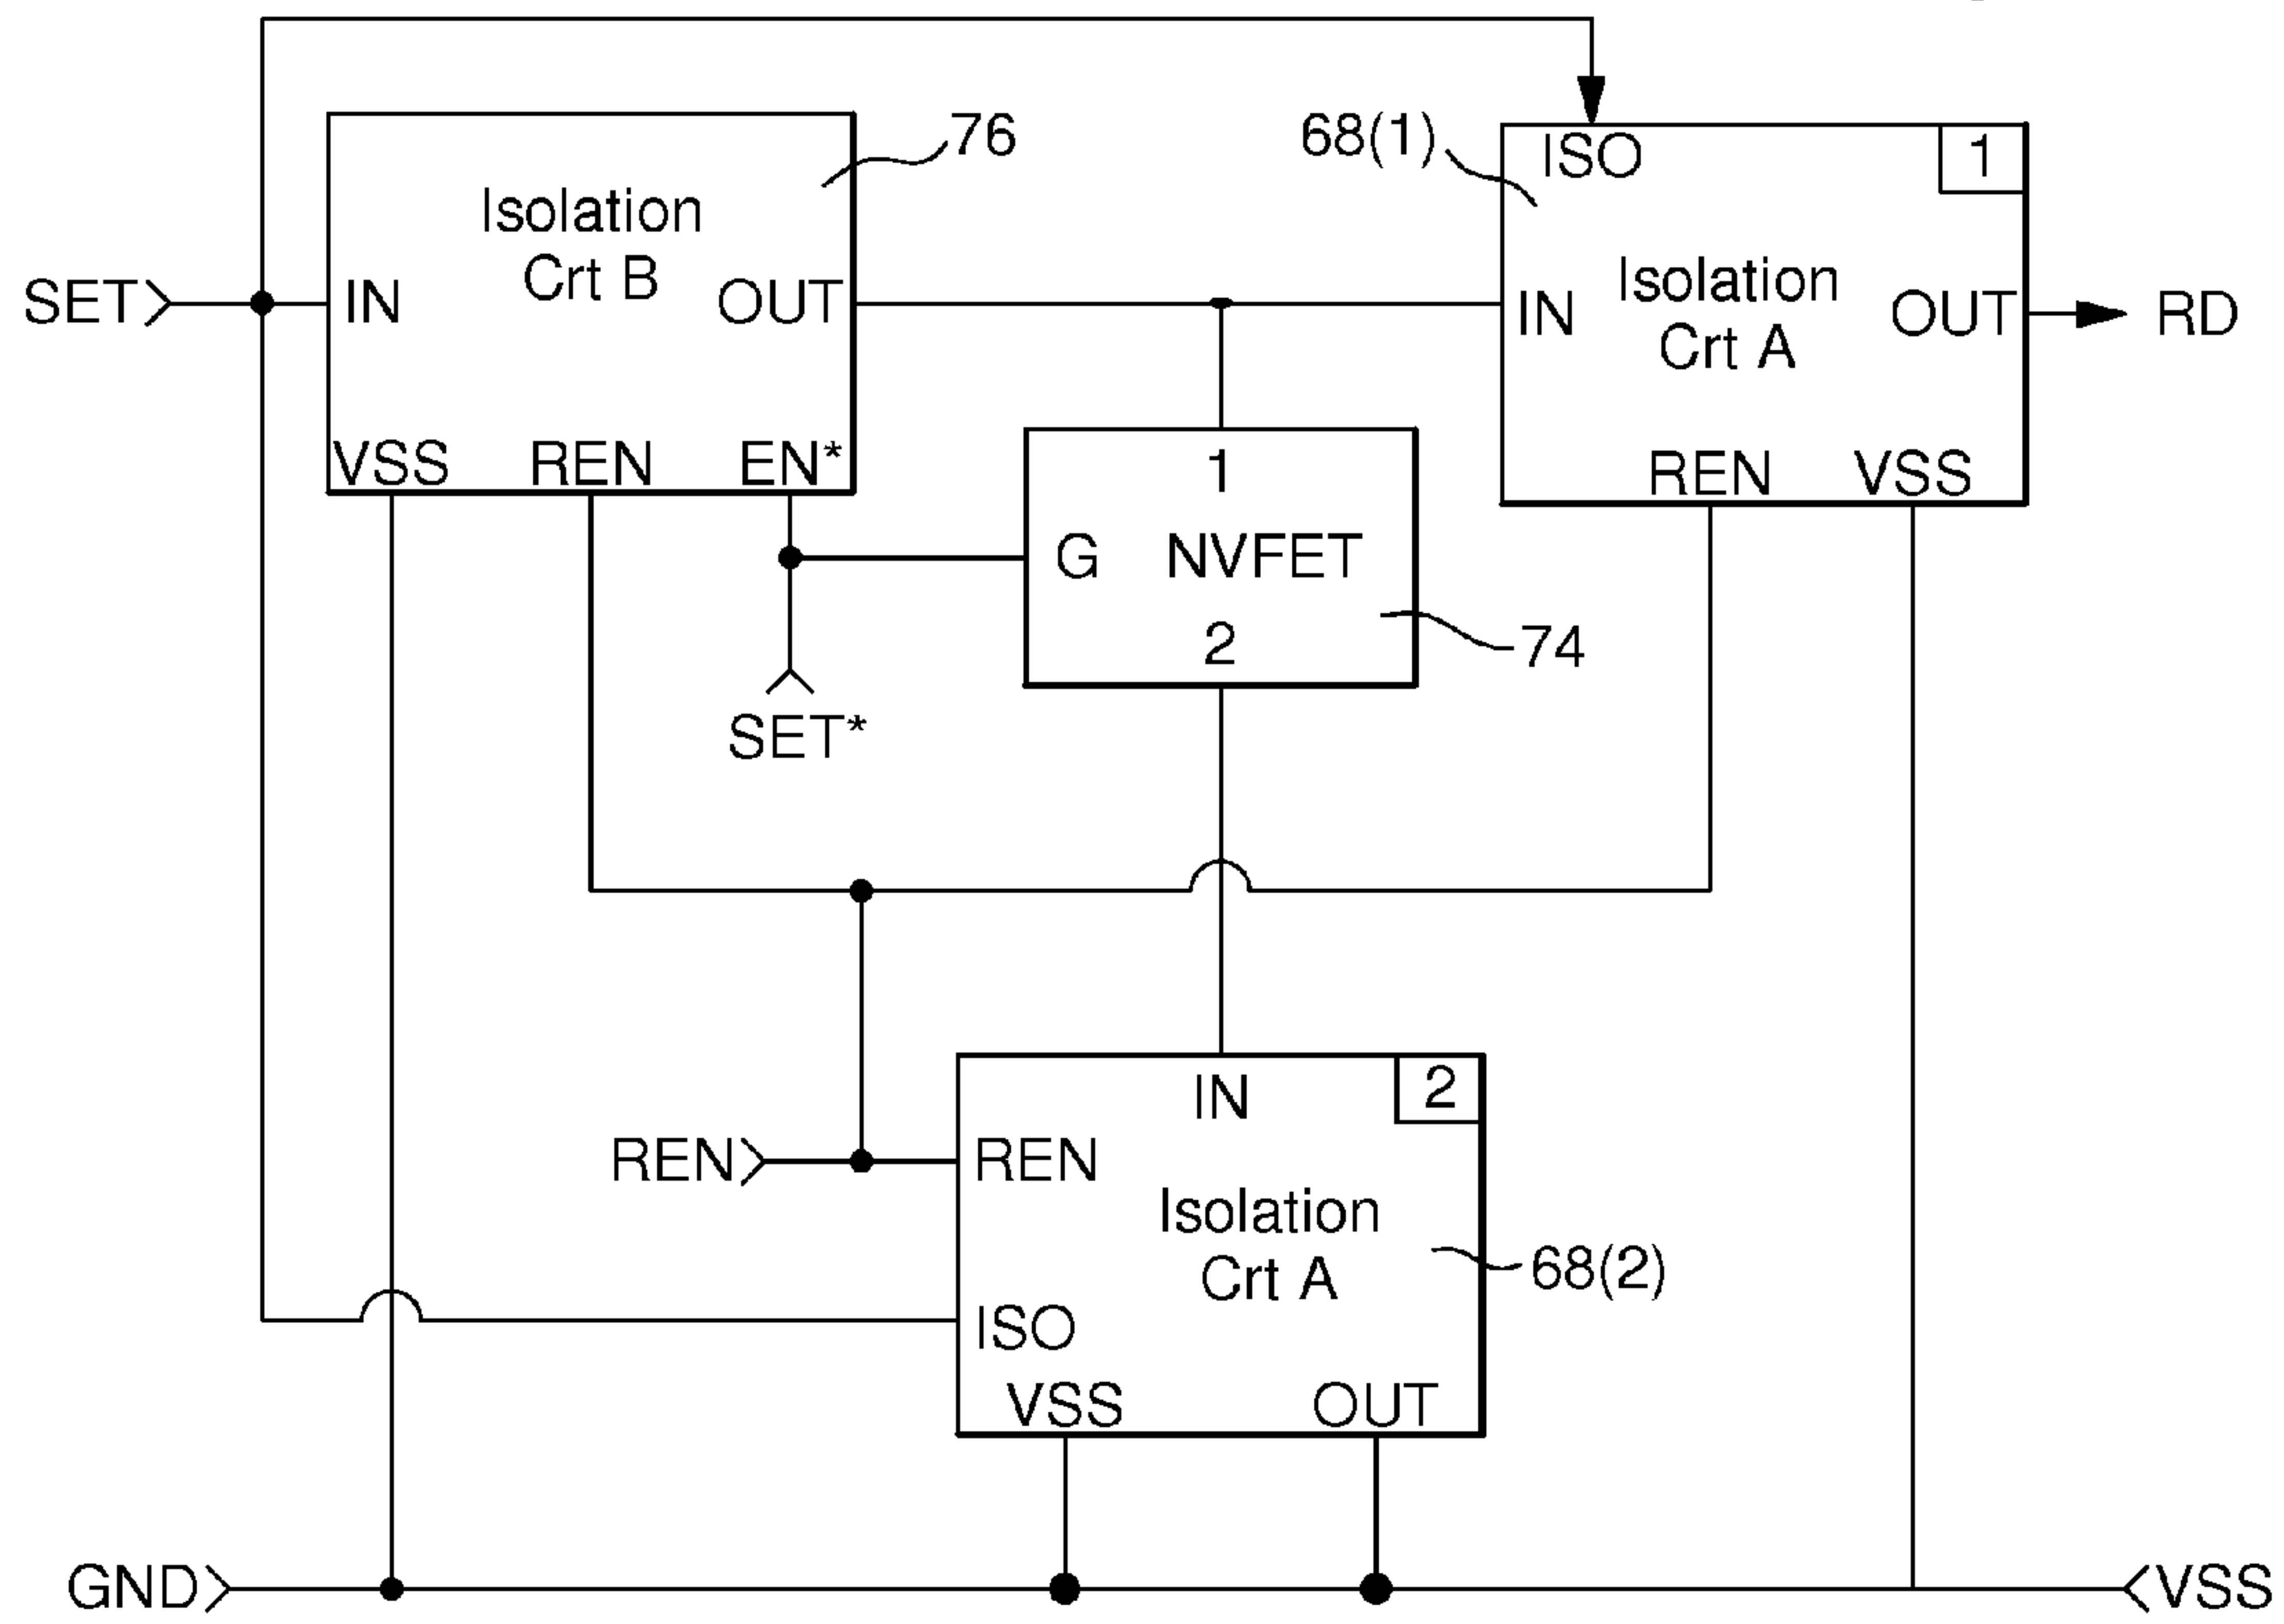 76
68(1)
ISO
1
Isolation
Crt B
SET
IN
OUT
Isolation
Crt A
IN
OUT
RD
VSS
REN
EN*
REN
VSS
1
G
NVFET
2
74
SET*
IN
2
REN
REN
Isolation
Crt A
68(2)
ISO
VSS
OUT
GND
VSS